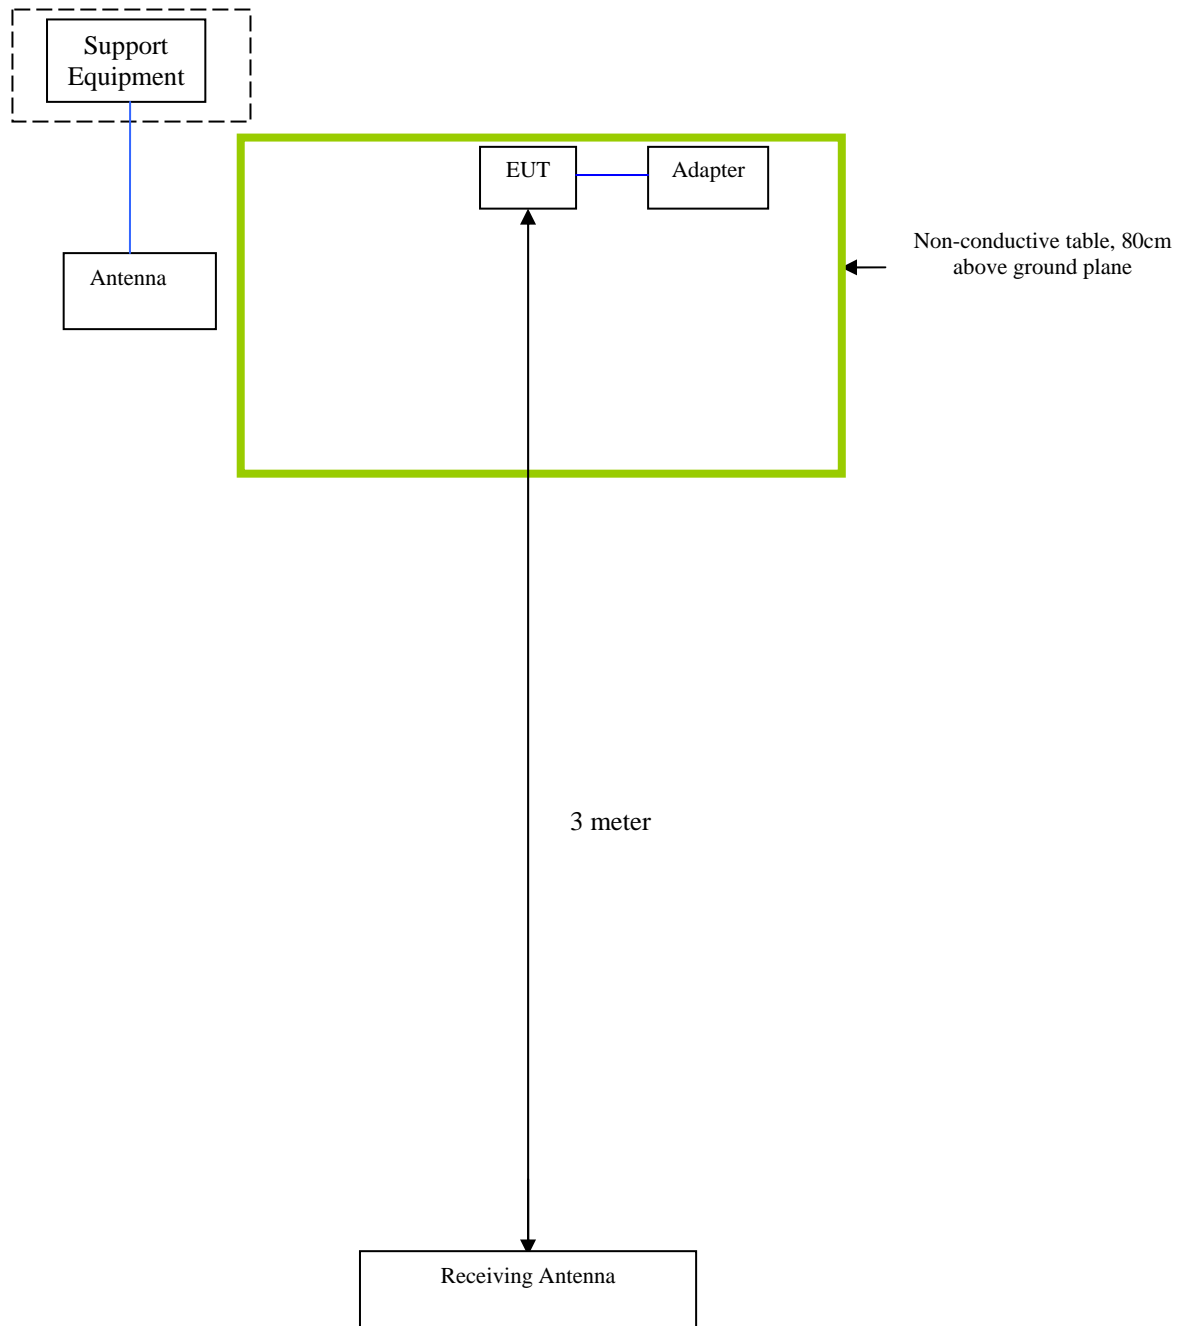 Support
Equipment
EUT
Adapter
Non-conductive table, 80cm
above ground plane
Antenna
3 meter
Receiving Antenna